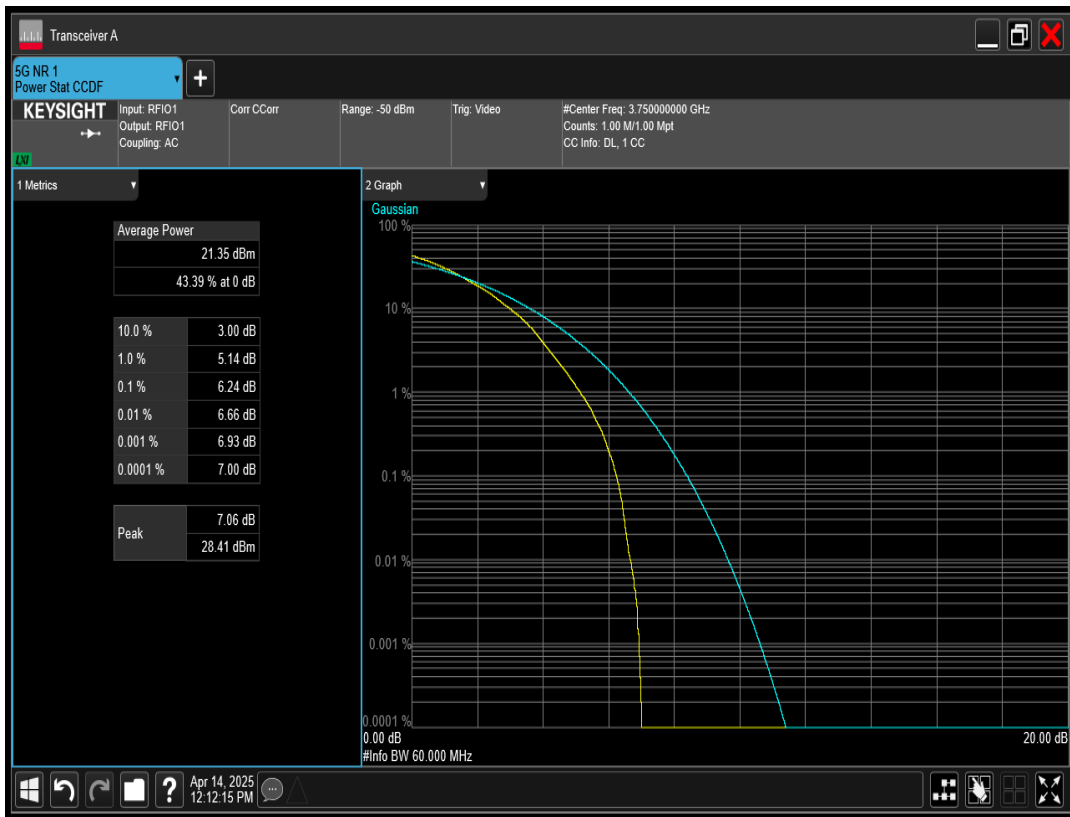 Transceiver A
5G NR 1
Power Stat CCDF
+
KEYSIGHT
LXI
Input: RFIO1
Output: RFIO1
Coupling: AC
Corr CCorr
Range: -50 dBm
Trig: Video
#Center Freq: 3.750000000 GHz
Counts: 1.00 M/1.00 Mpt
CC Info: DL, 1 CC
1 Metrics
Average Power
21.35 dBm
43.39 % at 0 dB
10.0 % 3.00 dB
1.0 % 5.14 dB
0.1 % 6.24 dB
0.01 % 6.66 dB
0.001 % 6.93 dB
0.0001 % 7.00 dB
Peak
7.06 dB
28.41 dBm
2 Graph
Gaussian
100 %
10 %
1 %
0.1 %
0.01 %
0.001 %
0.0001 %
0.00 dB 20.00 dB
#Info BW 60.000 MHz
?
Apr 14, 2025
12:12:15 PM